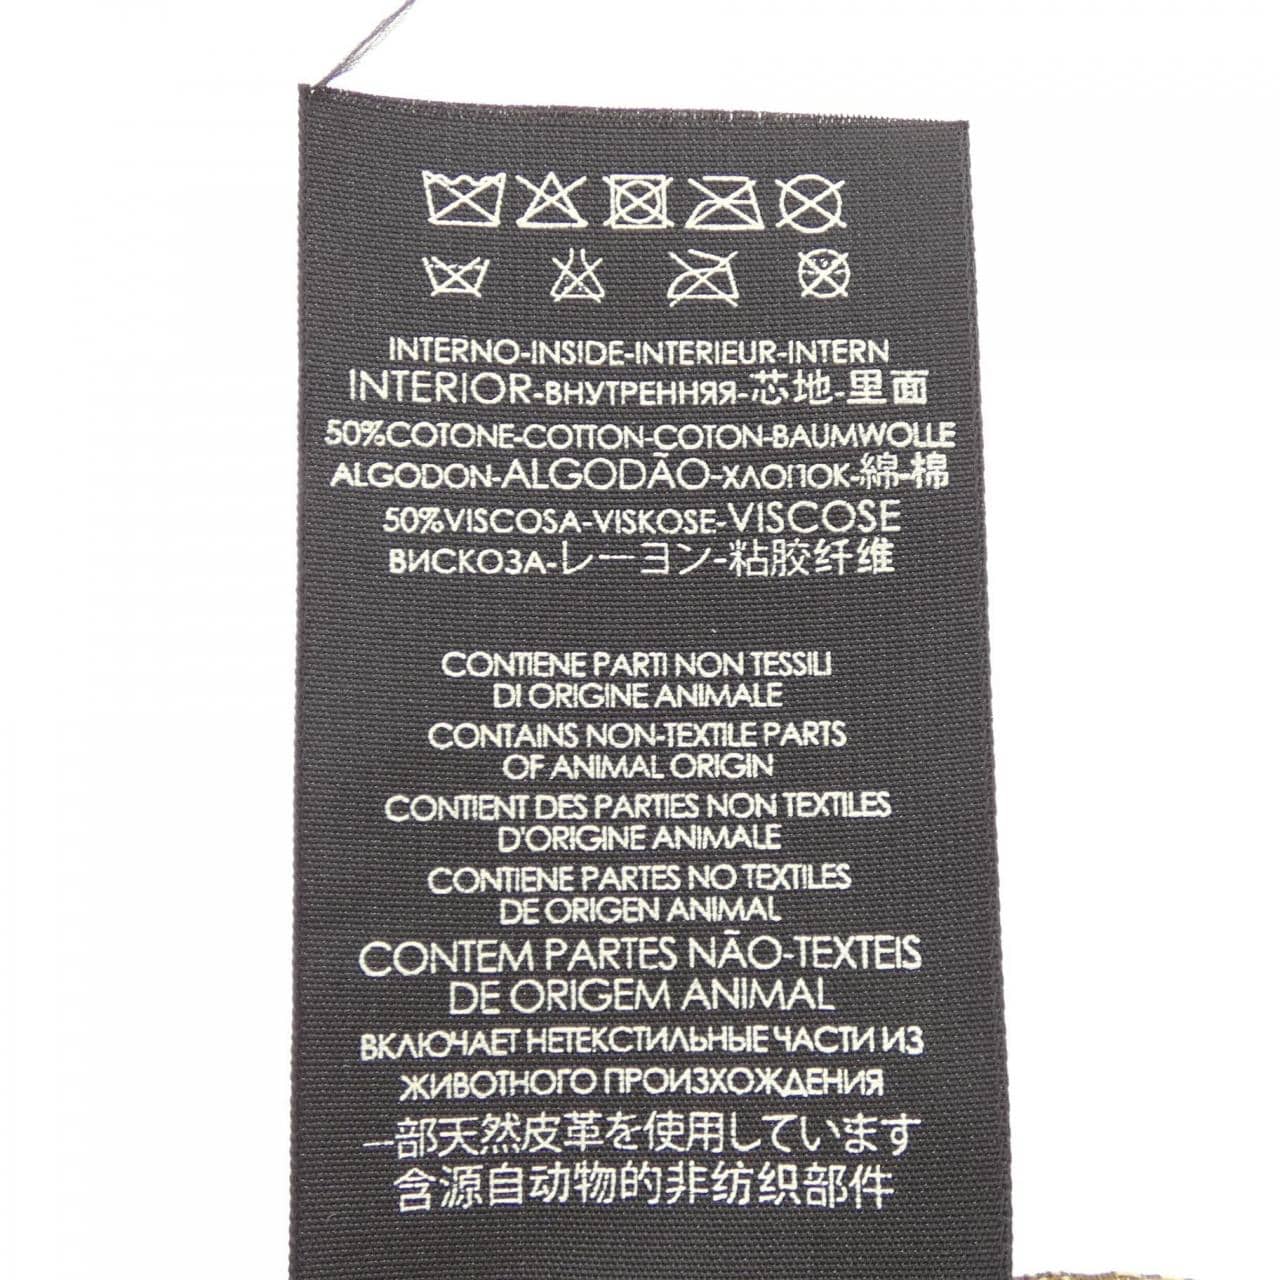 INTERNO-INSIDE-INTERIEUR-INTERN
INTERIOR-ВНУТРЕННЯЯ-芯地-里面
50%COTONE-COTTON-COTON-BAUMWOLLE
ALGODON-ALGODÃO-ХЛОПОК-綿-棉
50%VISCOSA-VISKOSE-VISCOSE
ВИСКОЗА-レーヨン-粘胶纤维
CONTIENE PARTI NON TESSILI
DI ORIGINE ANIMALE
CONTAINS NON-TEXTILE PARTS
OF ANIMAL ORIGIN
CONTIENT DES PARTIES NON TEXTILES
D'ORIGINE ANIMALE
CONTIENE PARTES NO TEXTILES
DE ORIGEN ANIMAL
CONTEM PARTES NÃO-TEXTEIS
DE ORIGEM ANIMAL
ВКЛЮЧАЕТ НЕТЕКСТИЛЬНЫЕ ЧАСТИ ИЗ
ЖИВОТНОГО ПРОИЗХОЖДЕНИЯ
一部天然皮革を使用しています
含源自动物的非纺织部件